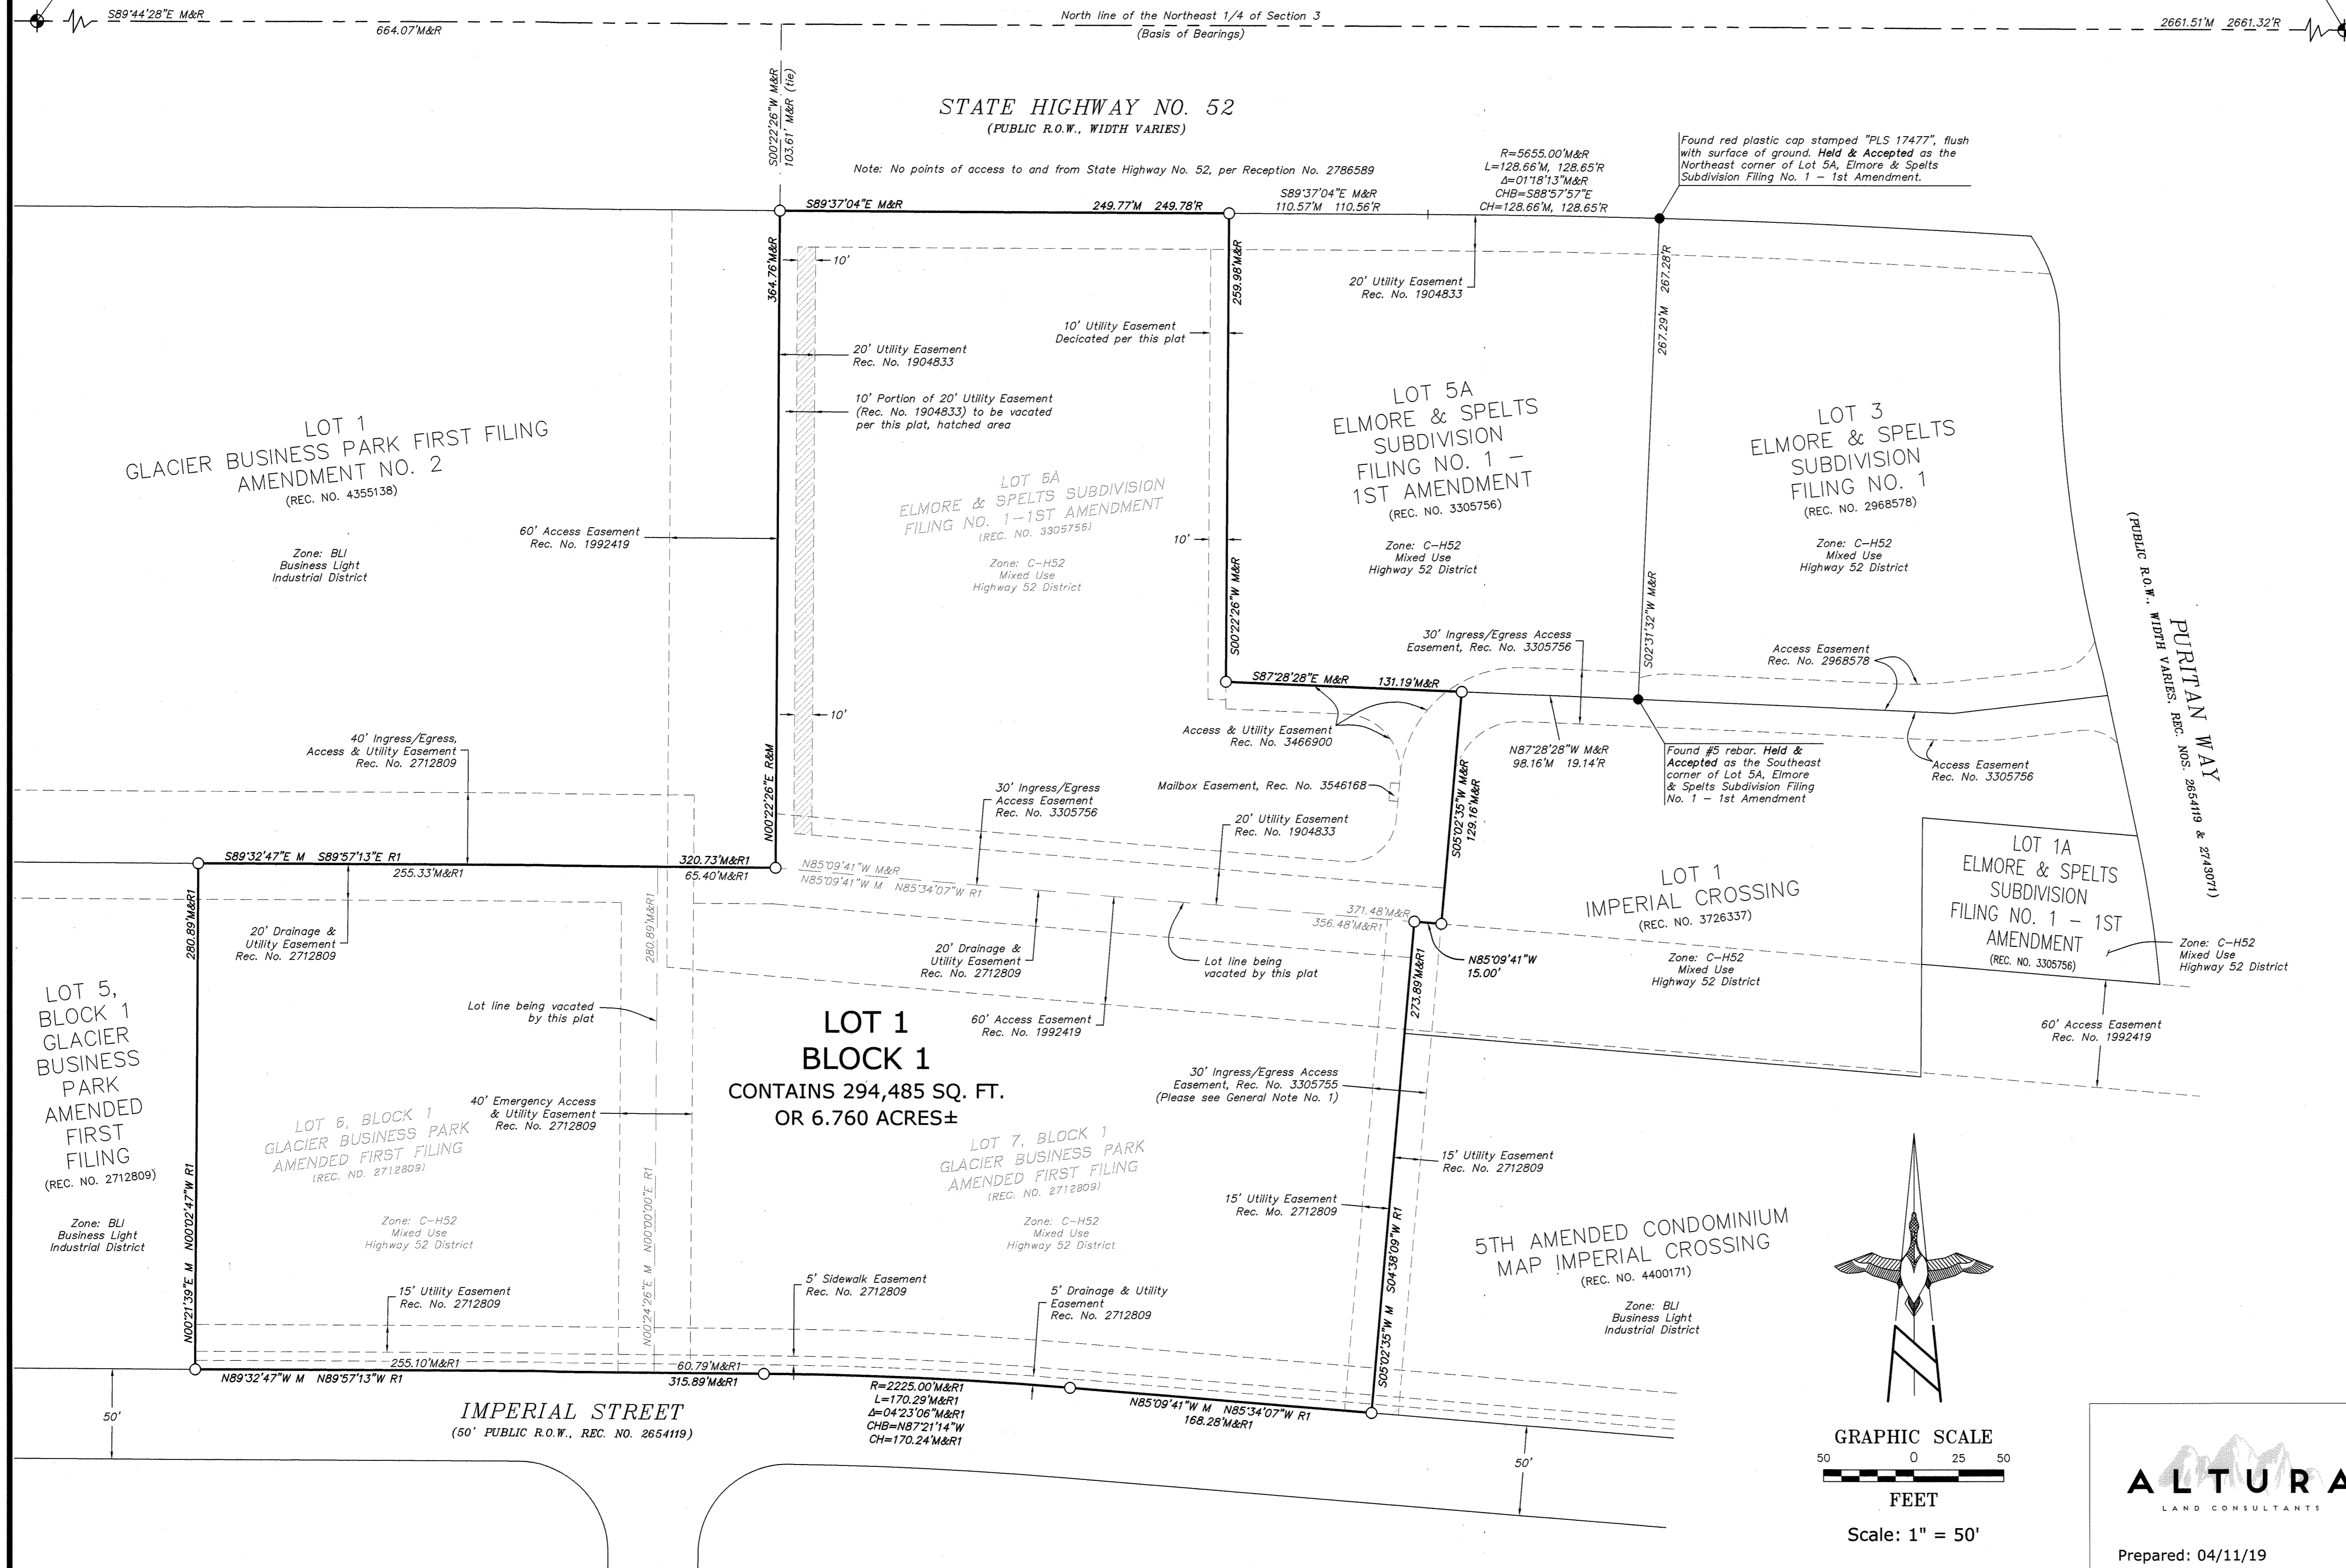 S89°44'28"E M&R
664.07'M&R
North line of the Northeast 1/4 of Section 3
(Basis of Bearings)
2661.51'M 2661.32'R
S00°22'26"W M&R
103.61' M&R (tie)
STATE HIGHWAY NO. 52
(PUBLIC R.O.W., WIDTH VARIES)
Note: No points of access to and from State Highway No. 52, per Reception No. 2786589
R=5655.00'M&R
L=128.66'M, 128.65'R
Δ=01°18'13"M&R
CHB=S88°57'57"E
CH=128.66'M, 128.65'R
Found red plastic cap stamped "PLS 17477", flush
with surface of ground. Held & Accepted as the
Northeast corner of Lot 5A, Elmore & Spelts
Subdivision Filing No. 1 - 1st Amendment.
S89°37'04"E M&R
249.77'M 249.78'R
S89°37'04"E M&R
110.57'M 110.56'R
364.76'M&R
10'
259.98'M&R
20' Utility Easement
Rec. No. 1904833
267.29'M 267.28'R
10' Utility Easement
Decicated per this plat
20' Utility Easement
Rec. No. 1904833
10' Portion of 20' Utility Easement
(Rec. No. 1904833) to be vacated
per this plat, hatched area
LOT 1
GLACIER BUSINESS PARK FIRST FILING
AMENDMENT NO. 2
(REC. NO. 4355138)
Zone: BLI
Business Light
Industrial District
60' Access Easement
Rec. No. 1992419
LOT 6A
ELMORE & SPELTS SUBDIVISION
FILING NO. 1-1ST AMENDMENT
(REC. NO. 3305756)
Zone: C-H52
Mixed Use
Highway 52 District
10'
LOT 5A
ELMORE & SPELTS
SUBDIVISION
FILING NO. 1 -
1ST AMENDMENT
(REC. NO. 3305756)
Zone: C-H52
Mixed Use
Highway 52 District
LOT 3
ELMORE & SPELTS
SUBDIVISION
FILING NO. 1
(REC. NO. 2968578)
Zone: C-H52
Mixed Use
Highway 52 District
PURITAN WAY
(PUBLIC R.O.W., WIDTH VARIES, REC. NOS. 2654119 & 2743071)
S00°22'26"W M&R
S02°31'32"W M&R
30' Ingress/Egress Access
Easement, Rec. No. 3305756
Access Easement
Rec. No. 2968578
S87°28'28"E M&R
131.19'M&R
10'
Access & Utility Easement
Rec. No. 3466900
N87°28'28"W M&R
98.16'M 19.14'R
Found #5 rebar. Held &
Accepted as the Southeast
corner of Lot 5A, Elmore
& Spelts Subdivision Filing
No. 1 - 1st Amendment
Access Easement
Rec. No. 3305756
40' Ingress/Egress,
Access & Utility Easement
Rec. No. 2712809
N00°22'26"E R&M
30' Ingress/Egress
Access Easement
Rec. No. 3305756
Mailbox Easement, Rec. No. 3546168
20' Utility Easement
Rec. No. 1904833
S05°02'35"W M&R
129.16'M&R
S89°32'47"E M S89°57'13"E R1
320.73'M&R1
255.33'M&R1
65.40'M&R1
N85°09'41"W M&R
N85°09'41"W M N85°34'07"W R1
371.48'M&R
356.48'M&R1
LOT 1
IMPERIAL CROSSING
(REC. NO. 3726337)
Zone: C-H52
Mixed Use
Highway 52 District
LOT 1A
ELMORE & SPELTS
SUBDIVISION
FILING NO. 1 - 1ST
AMENDMENT
(REC. NO. 3305756)
Zone: C-H52
Mixed Use
Highway 52 District
280.89'M&R1
280.89'M&R1
20' Drainage &
Utility Easement
Rec. No. 2712809
20' Drainage &
Utility Easement
Rec. No. 2712809
Lot line being
vacated by this plat
N85°09'41"W
15.00'
273.89'M&R1
LOT 5,
BLOCK 1
GLACIER
BUSINESS
PARK
AMENDED
FIRST
FILING
(REC. NO. 2712809)
Zone: BLI
Business Light
Industrial District
Lot line being vacated
by this plat
LOT 1
BLOCK 1
CONTAINS 294,485 SQ. FT.
OR 6.760 ACRES±
60' Access Easement
Rec. No. 1992419
60' Access Easement
Rec. No. 1992419
30' Ingress/Egress Access
Easement, Rec. No. 3305755
(Please see General Note No. 1)
40' Emergency Access
& Utility Easement
Rec. No. 2712809
LOT 6, BLOCK 1
GLACIER BUSINESS PARK
AMENDED FIRST FILING
(REC. NO. 2712809)
Zone: C-H52
Mixed Use
Highway 52 District
LOT 7, BLOCK 1
GLACIER BUSINESS PARK
AMENDED FIRST FILING
(REC. NO. 2712809)
Zone: C-H52
Mixed Use
Highway 52 District
15' Utility Easement
Rec. No. 2712809
15' Utility Easement
Rec. Mo. 2712809
5TH AMENDED CONDOMINIUM
MAP IMPERIAL CROSSING
(REC. NO. 4400171)
Zone: BLI
Business Light
Industrial District
N00°21'39"E M N00°02'47"W R1
N00°24'26"E M N00°00'00"E R1
S05°02'35"W M S04°38'09"W R1
15' Utility Easement
Rec. No. 2712809
5' Sidewalk Easement
Rec. No. 2712809
5' Drainage & Utility
Easement
Rec. No. 2712809
255.10'M&R1
60.79'M&R1
N89°32'47"W M N89°57'13"W R1
315.89'M&R1
R=2225.00'M&R1
L=170.29'M&R1
Δ=04°23'06"M&R1
CHB=N87°21'14"W
CH=170.24'M&R1
N85°09'41"W M N85°34'07"W R1
168.28'M&R1
50'
IMPERIAL STREET
(50' PUBLIC R.O.W., REC. NO. 2654119)
50'
N
GRAPHIC SCALE
50 0 25 50
FEET
Scale: 1" = 50'
ALTURA
LAND CONSULTANTS
Prepared: 04/11/19